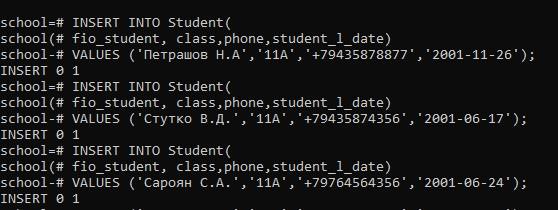 school=# INSERT INTO Student(
school(# fio_student, class,phone,student_l_date)
school-# VALUES ('Петрашов Н.А','11А','+79435878877','2001-11-26');
INSERT 0 1
school=# INSERT INTO Student(
school(# fio_student, class,phone,student_l_date)
school-# VALUES ('Стутко В.Д.','11А','+79435874356','2001-06-17');
INSERT 0 1
school=# INSERT INTO Student(
school(# fio_student, class,phone,student_l_date)
school-# VALUES ('Сароян С.А.','11А','+79764564356','2001-06-24');
INSERT 0 1